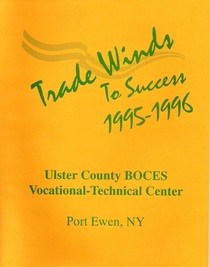 Trade Winds
To Success
1995-1996
Ulster County BOCES
Vocational-Technical Center
Port Ewen, NY